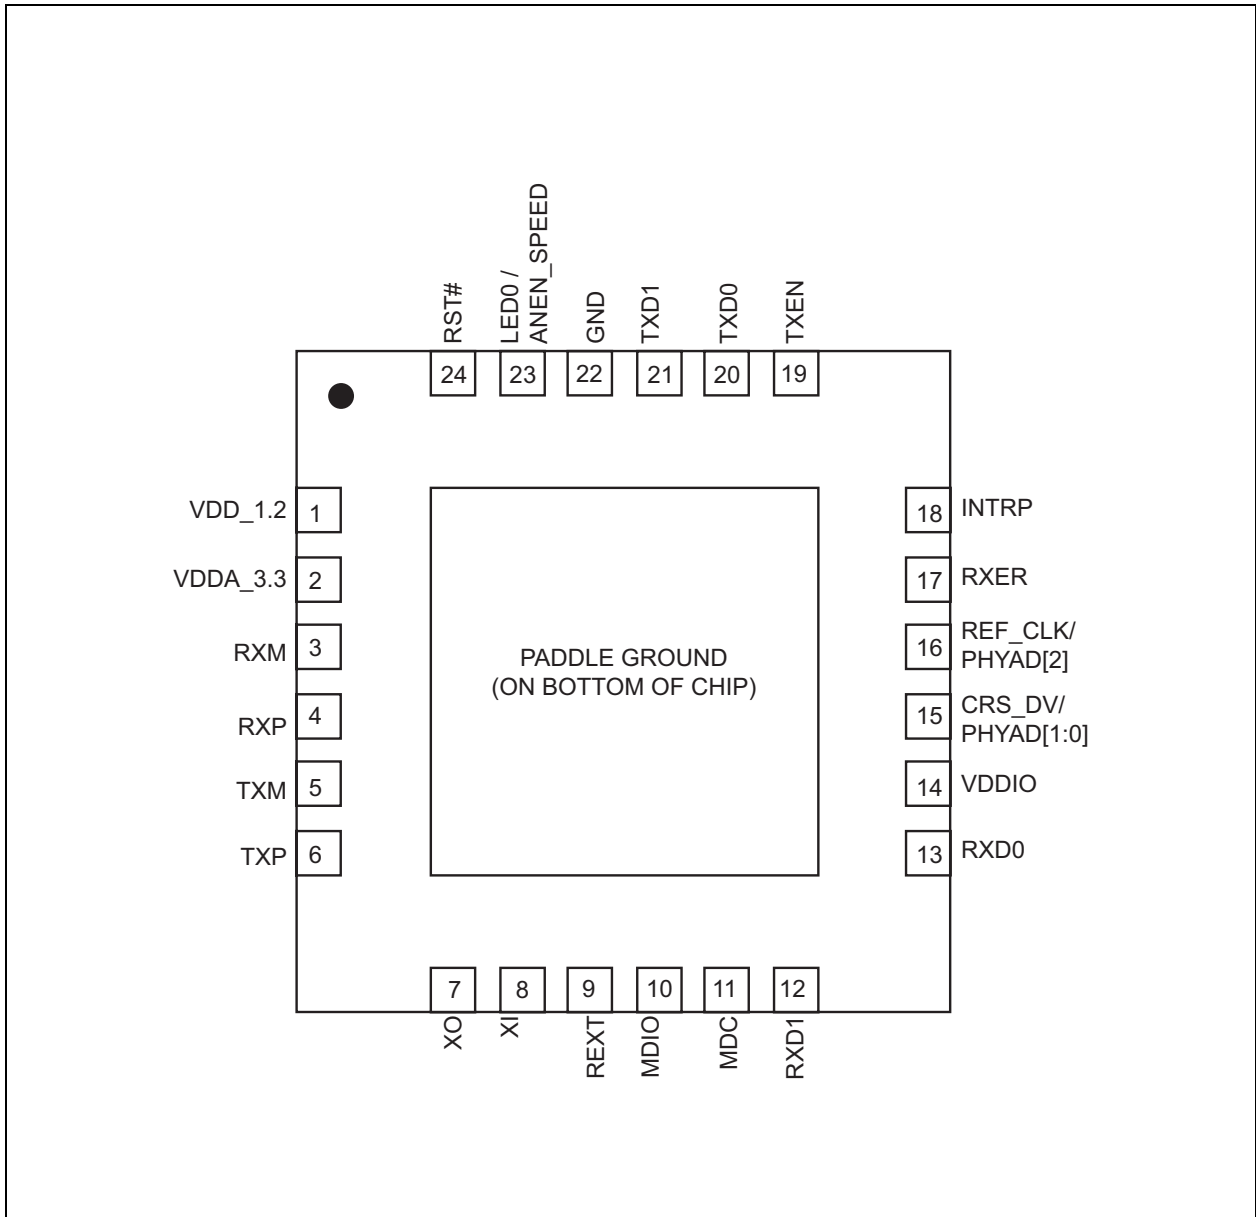 RST#
LED0 /
ANEN_SPEED
GND
TXD1
TXD0
TXEN
24
23
22
21
20
19
VDD_1.2
1
VDDA_3.3
2
RXM
3
RXP
4
TXM
5
TXP
6
PADDLE GROUND
(ON BOTTOM OF CHIP)
18
INTRP
17
RXER
16
REF_CLK/
PHYAD[2]
15
CRS_DV/
PHYAD[1:0]
14
VDDIO
13
RXD0
7
8
9
10
11
12
XO
XI
REXT
MDIO
MDC
RXD1